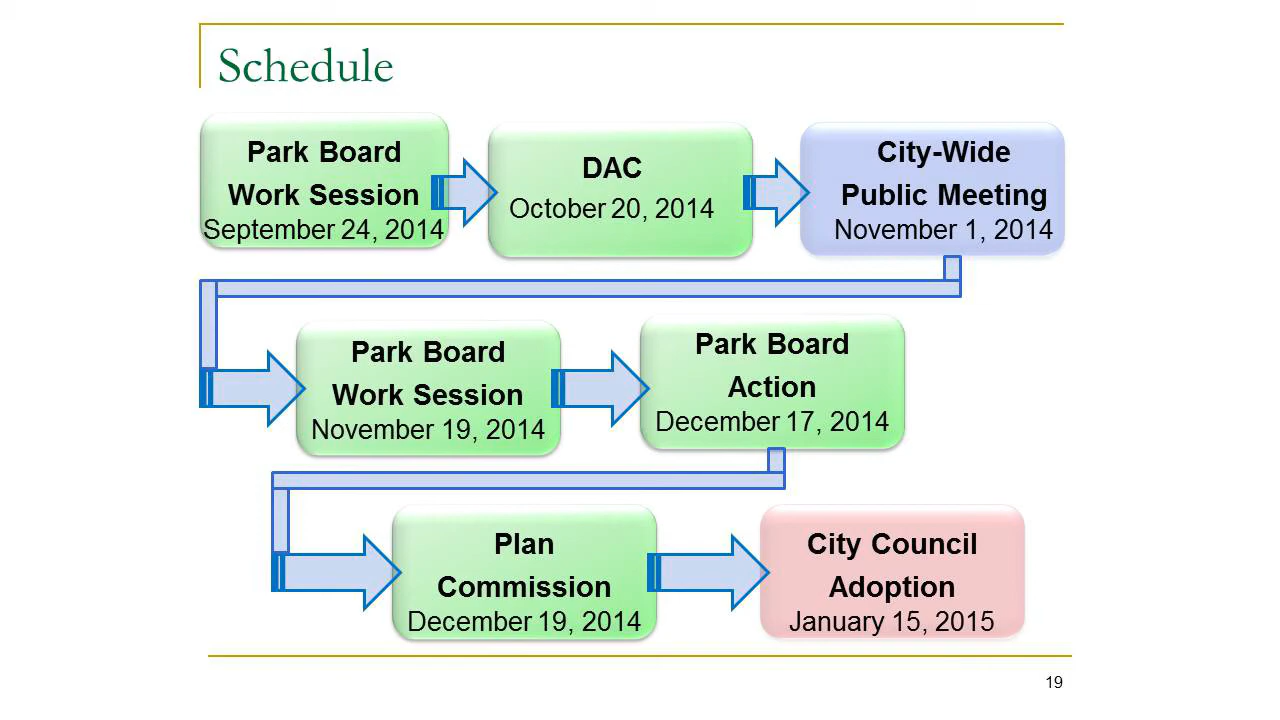 Schedule
Park Board
Work Session
September 24, 2014
DAC
October 20, 2014
City-Wide
Public Meeting
November 1, 2014
Park Board
Work Session
November 19, 2014
Park Board
Action
December 17, 2014
Plan
Commission
December 19, 2014
City Council
Adoption
January 15, 2015
19